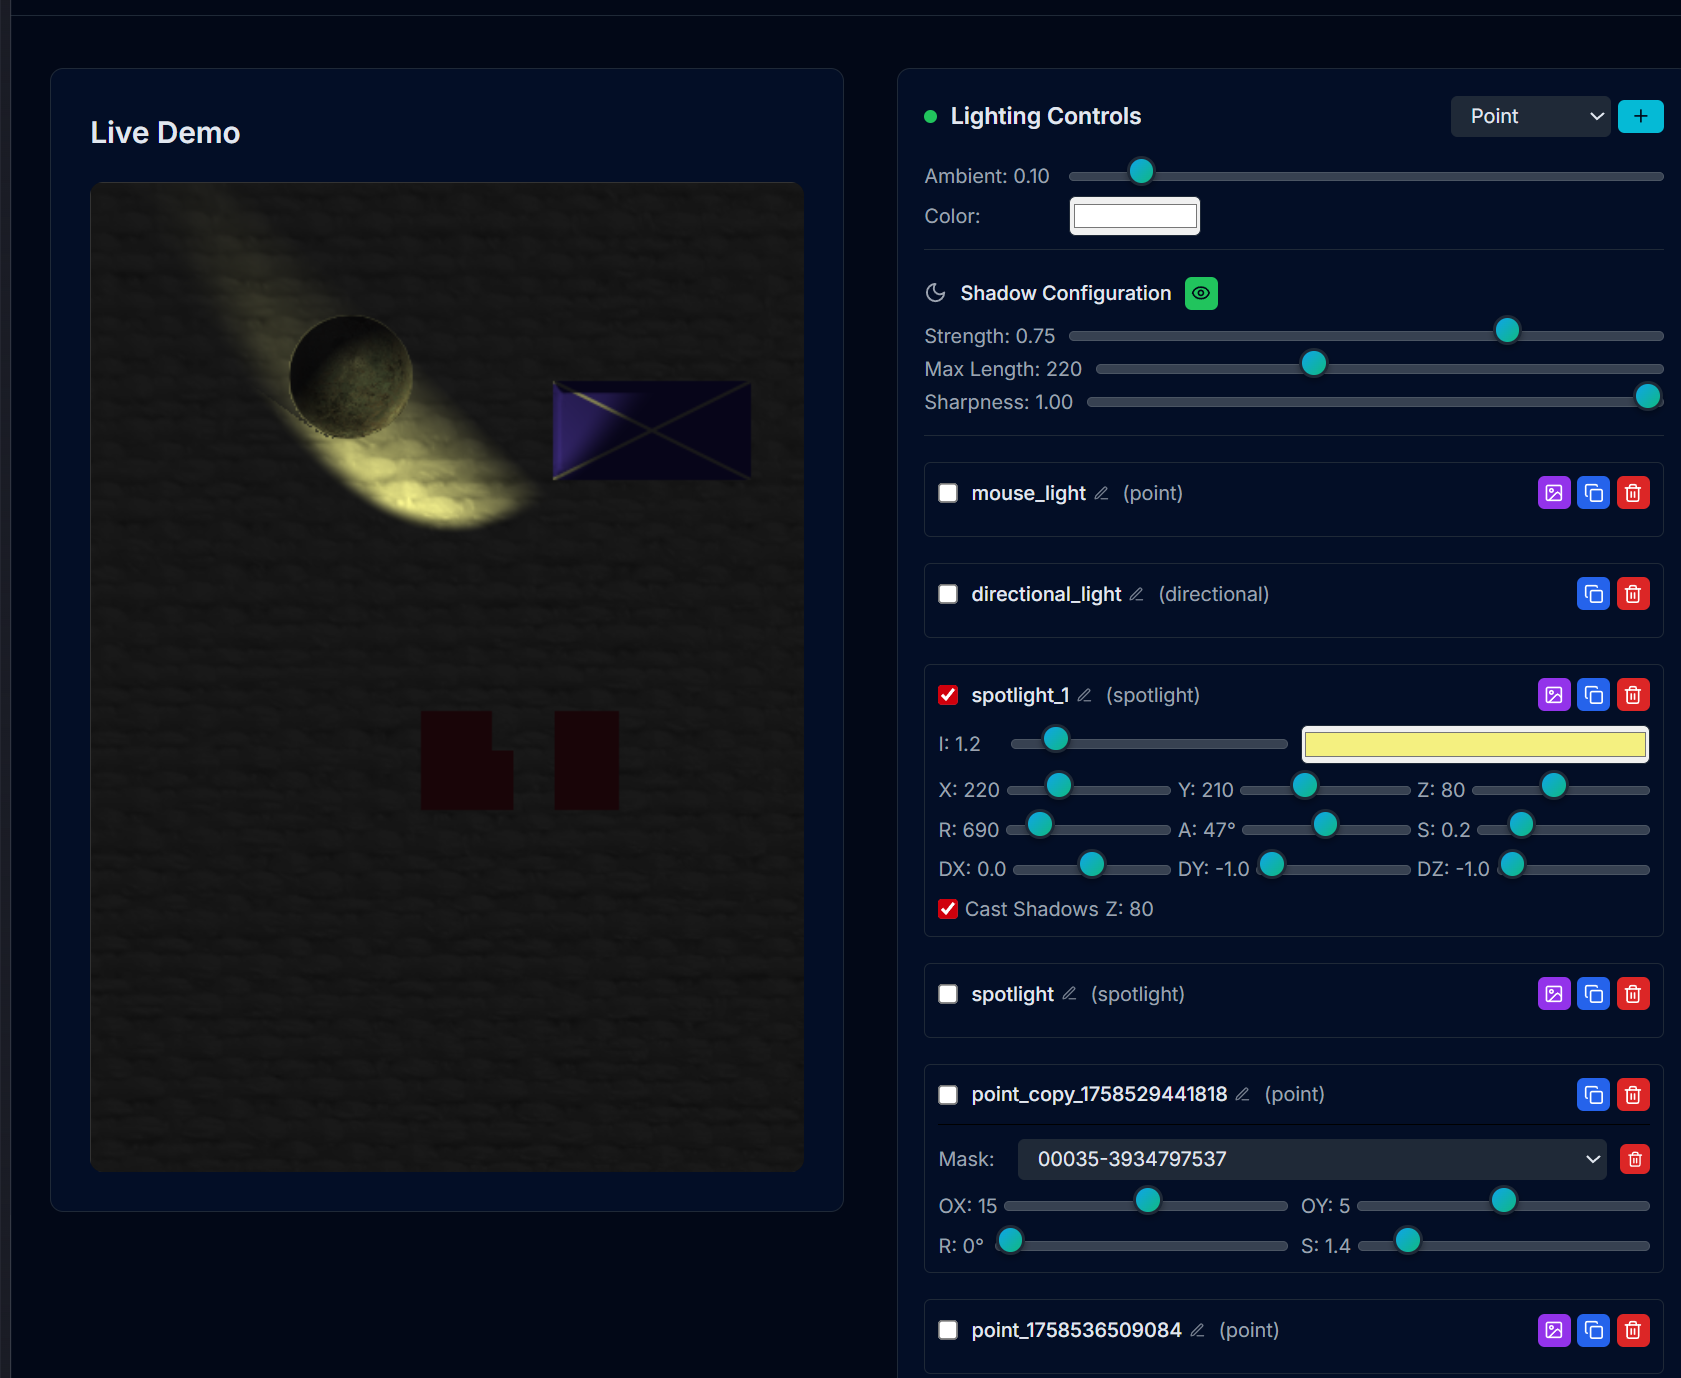 Live Demo
Lighting Controls
Point
Ambient: 0.10
Color:
Shadow Configuration
Strength: 0.75
Max Length: 220
Sharpness: 1.00
mouse_light (point)
directional_light (directional)
spotlight_1 (spotlight)
I: 1.2
X: 220 Y: 210 Z: 80
R: 690 A: 47° S: 0.2
DX: 0.0 DY: -1.0 DZ: -1.0
Cast Shadows Z: 80
spotlight (spotlight)
point_copy_1758529441818 (point)
Mask: 00035-3934797537
OX: 15 OY: 5
R: 0° S: 1.4
point_1758536509084 (point)